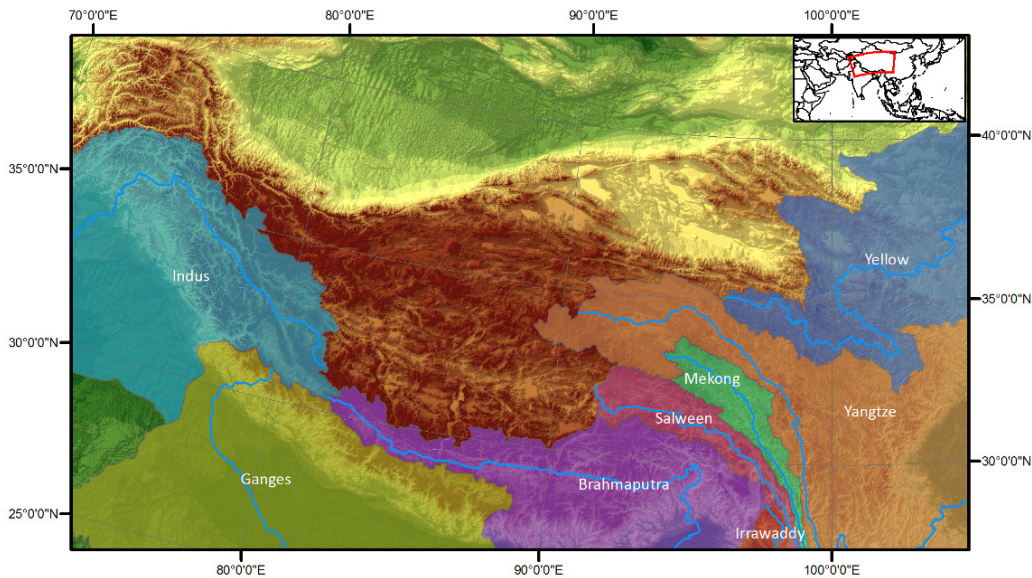 70°0'0"E
80°0'0"E
90°0'0"E
100°0'0"E
40°0'0"N
35°0'0"N
Yellow
Indus
35°0'0"N
30°0'0"N
Mekong
Yangtze
Salween
30°0'0"N
Ganges
Brahmaputra
25°0'0"N
Irrawaddy
80°0'0"E
90°0'0"E
100°0'0"E